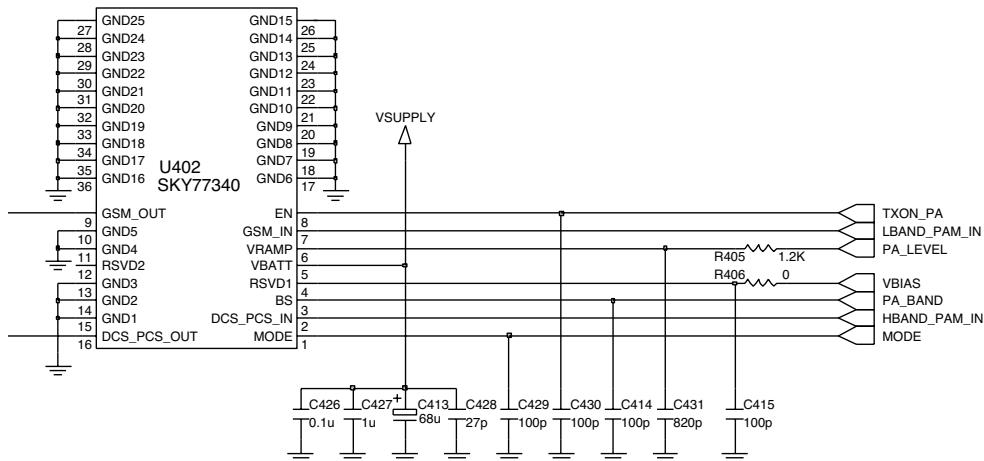 GND25
27
GND24
28
GND23
29
GND22
30
GND21
31
GND20
32
GND19
33
GND18
34
GND17
35
GND16
36
GSM_OUT
9
GND5
10
GND4
11
RSVD2
12
GND3
13
GND2
14
GND1
15
DCS_PCS_OUT
16
U402
SKY77340
GND15
26
GND14
25
GND13
24
GND12
23
GND11
22
GND10
21
GND9
20
GND8
19
GND7
18
GND6
17
EN
8
GSM_IN
7
VRAMP
6
VBATT
5
RSVD1
4
BS
3
DCS_PCS_IN
2
MODE
1
VSUPPLY
R405 1.2K
R406 0
TXON_PA
LBAND_PAM_IN
PA_LEVEL
VBIAS
PA_BAND
HBAND_PAM_IN
MODE
C426
0.1u
C427
1u
+
C413
68u
C428
27p
C429
100p
C430
100p
C414
100p
C431
820p
C415
100p